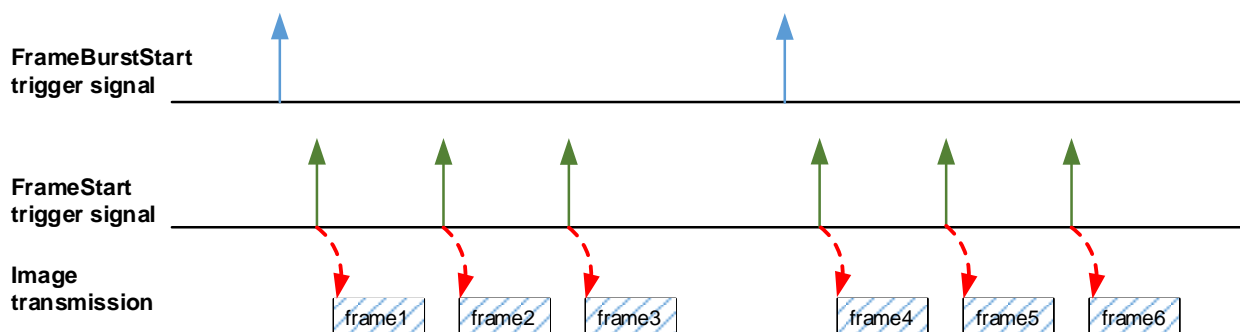 FrameBurstStart
trigger signal
FrameStart
trigger signal
Image
transmission
frame1
frame2
frame3
frame4
frame5
frame6